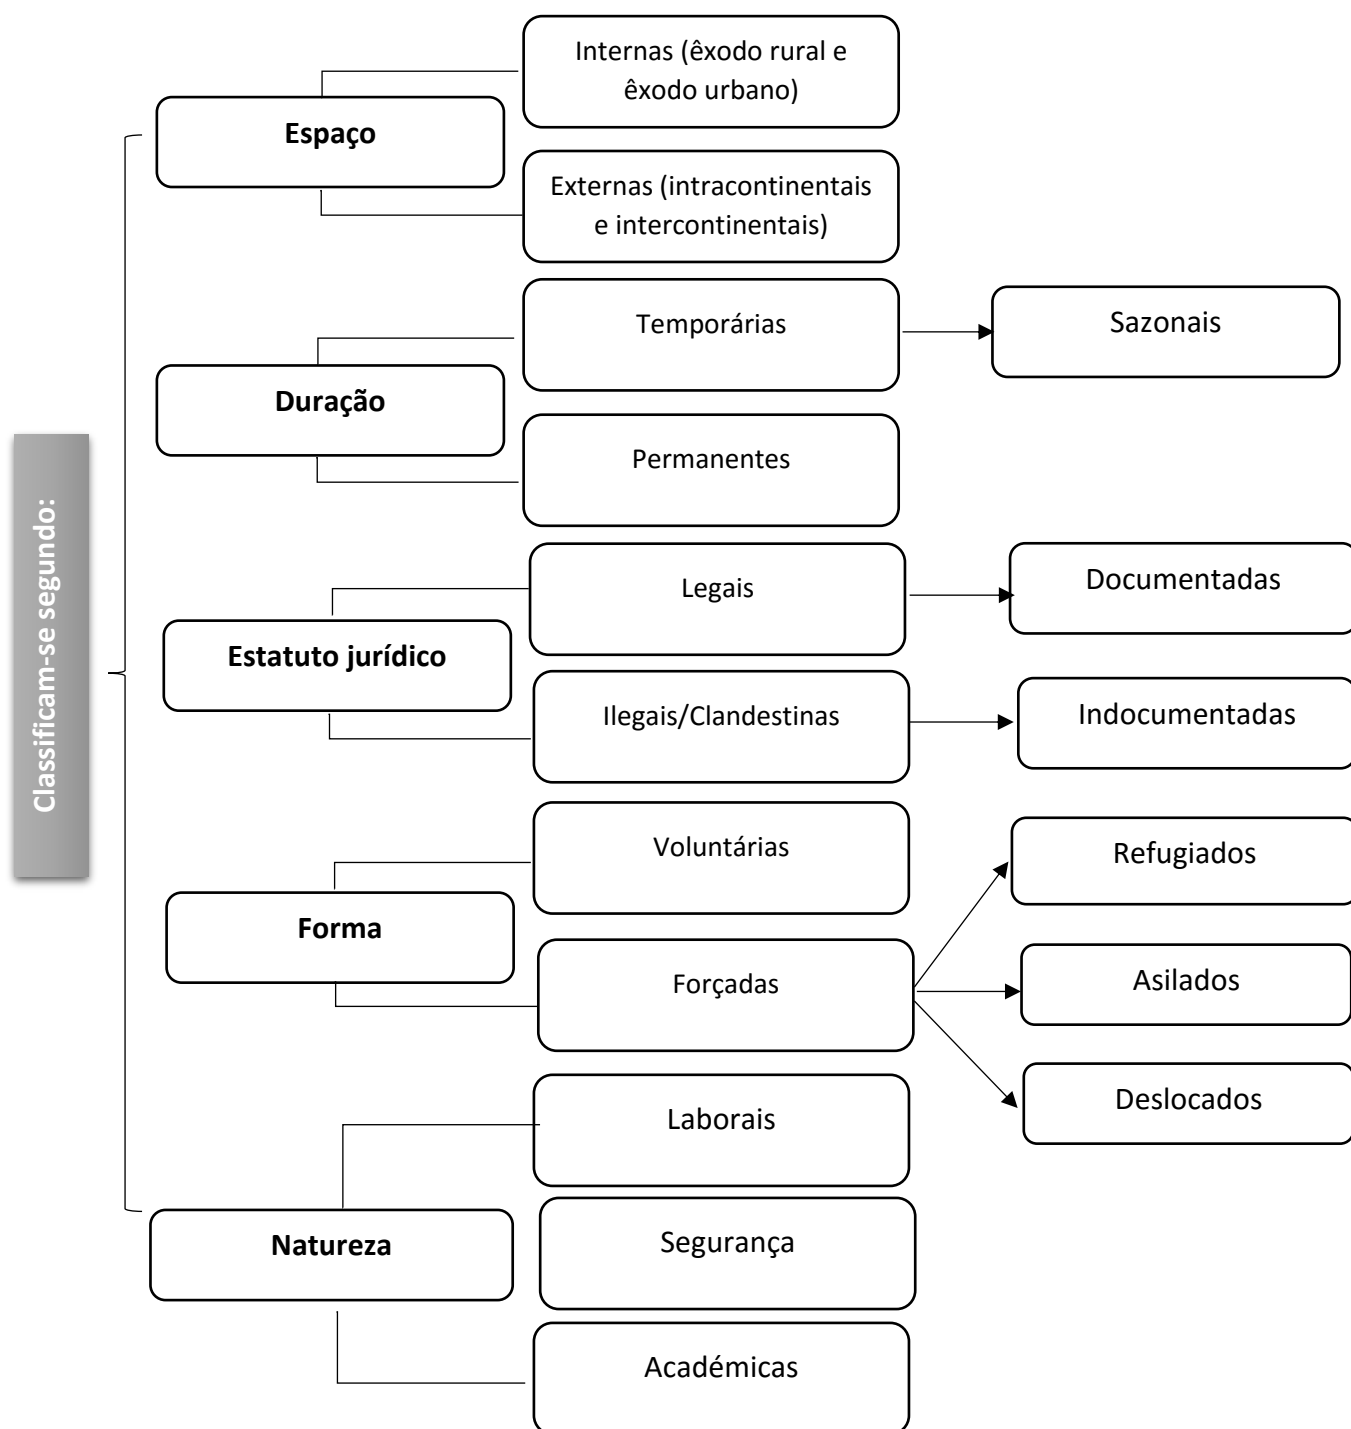 Classificam-se segundo:
Espaço
Internas (êxodo rural e
êxodo urbano)
Externas (intracontinentais
e intercontinentais)
Duração
Temporárias
Sazonais
Permanentes
Estatuto jurídico
Legais
Documentadas
Ilegais/Clandestinas
Indocumentadas
Forma
Voluntárias
Forçadas
Refugiados
Asilados
Deslocados
Natureza
Laborais
Segurança
Académicas